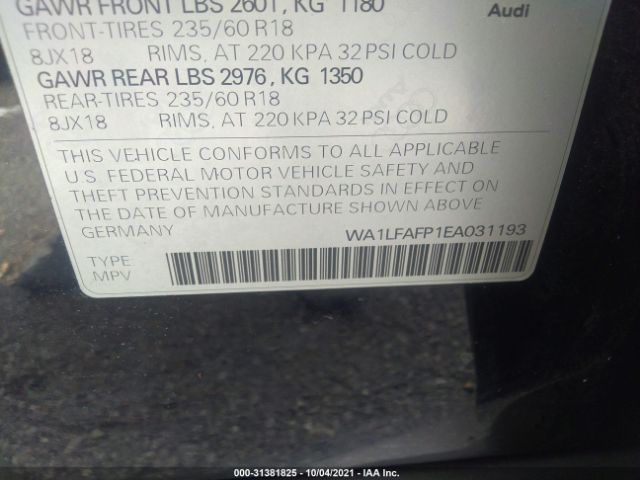 GAWR FRONT LBS 2601, KG 1180
Audi
FRONT-TIRES 235/60 R18
8JX18 RIMS, AT 220 KPA 32 PSI COLD
GAWR REAR LBS 2976, KG 1350
REAR-TIRES 235/60 R18
8JX18 RIMS, AT 220 KPA 32 PSI COLD
THIS VEHICLE CONFORMS TO ALL APPLICABLE
U.S. FEDERAL MOTOR VEHICLE SAFETY AND
THEFT PREVENTION STANDARDS IN EFFECT ON
THE DATE OF MANUFACTURE SHOWN ABOVE
GERMANY WA1LFAFP1EA031193
TYPE
MPV
000-31381825 - 10/04/2021 - IAA Inc.